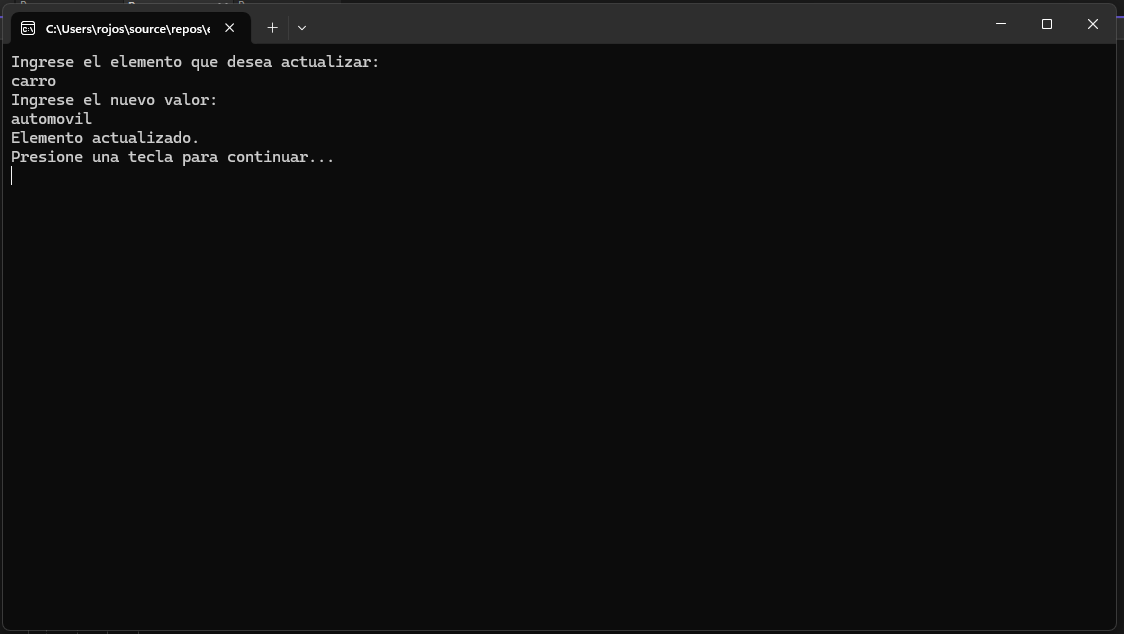 C:\Users\rojos\source\repos\e
Ingrese el elemento que desea actualizar:
carro
Ingrese el nuevo valor:
automovil
Elemento actualizado.
Presione una tecla para continuar...